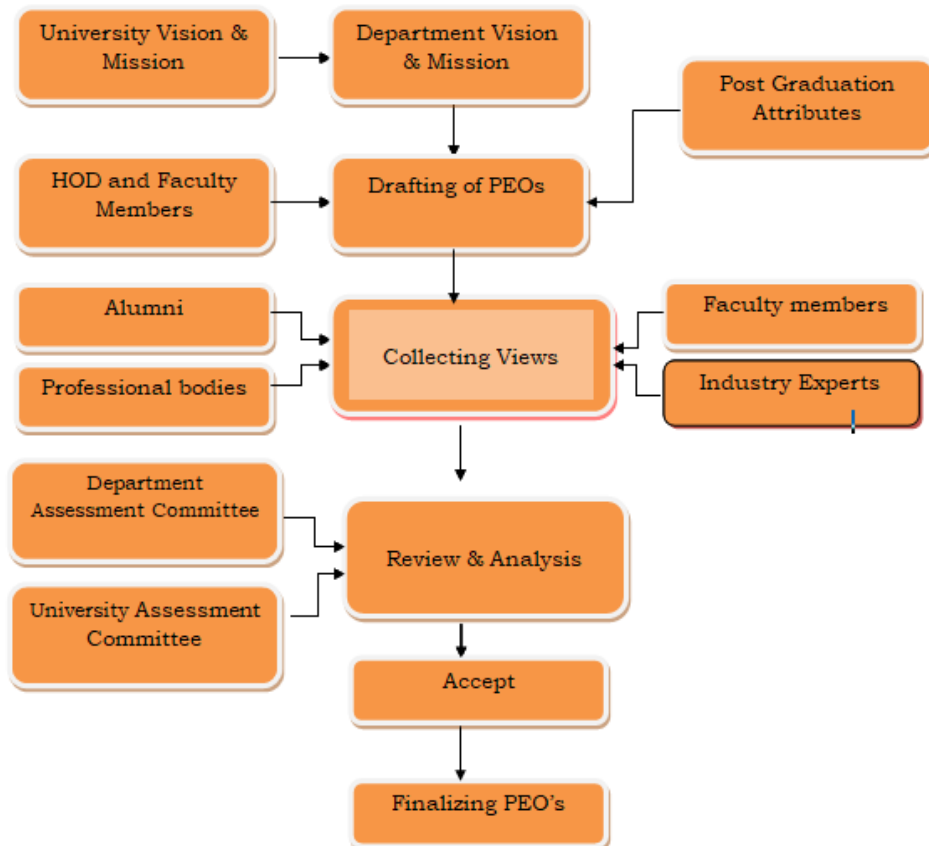 University Vision &
Mission
Department Vision
& Mission
Post Graduation
Attributes
HOD and Faculty
Members
Drafting of PEOs
Alumni
Faculty members
Collecting Views
Professional bodies
Industry Experts
Department
Assessment Committee
Review & Analysis
University Assessment
Committee
Accept
Finalizing PEO’s